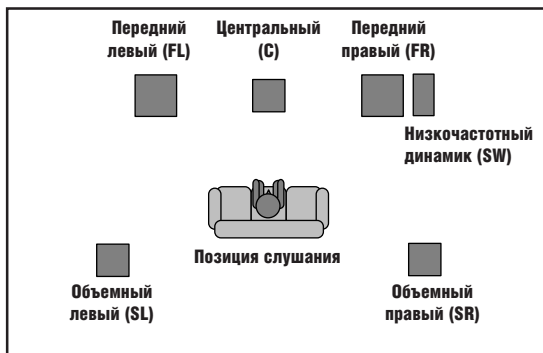 Передний
левый (FL)
Центральный
(C)
Передний
правый (FR)
Низкочастотный
динамик (SW)
Позиция слушания
Объемный
левый (SL)
Объемный
правый (SR)